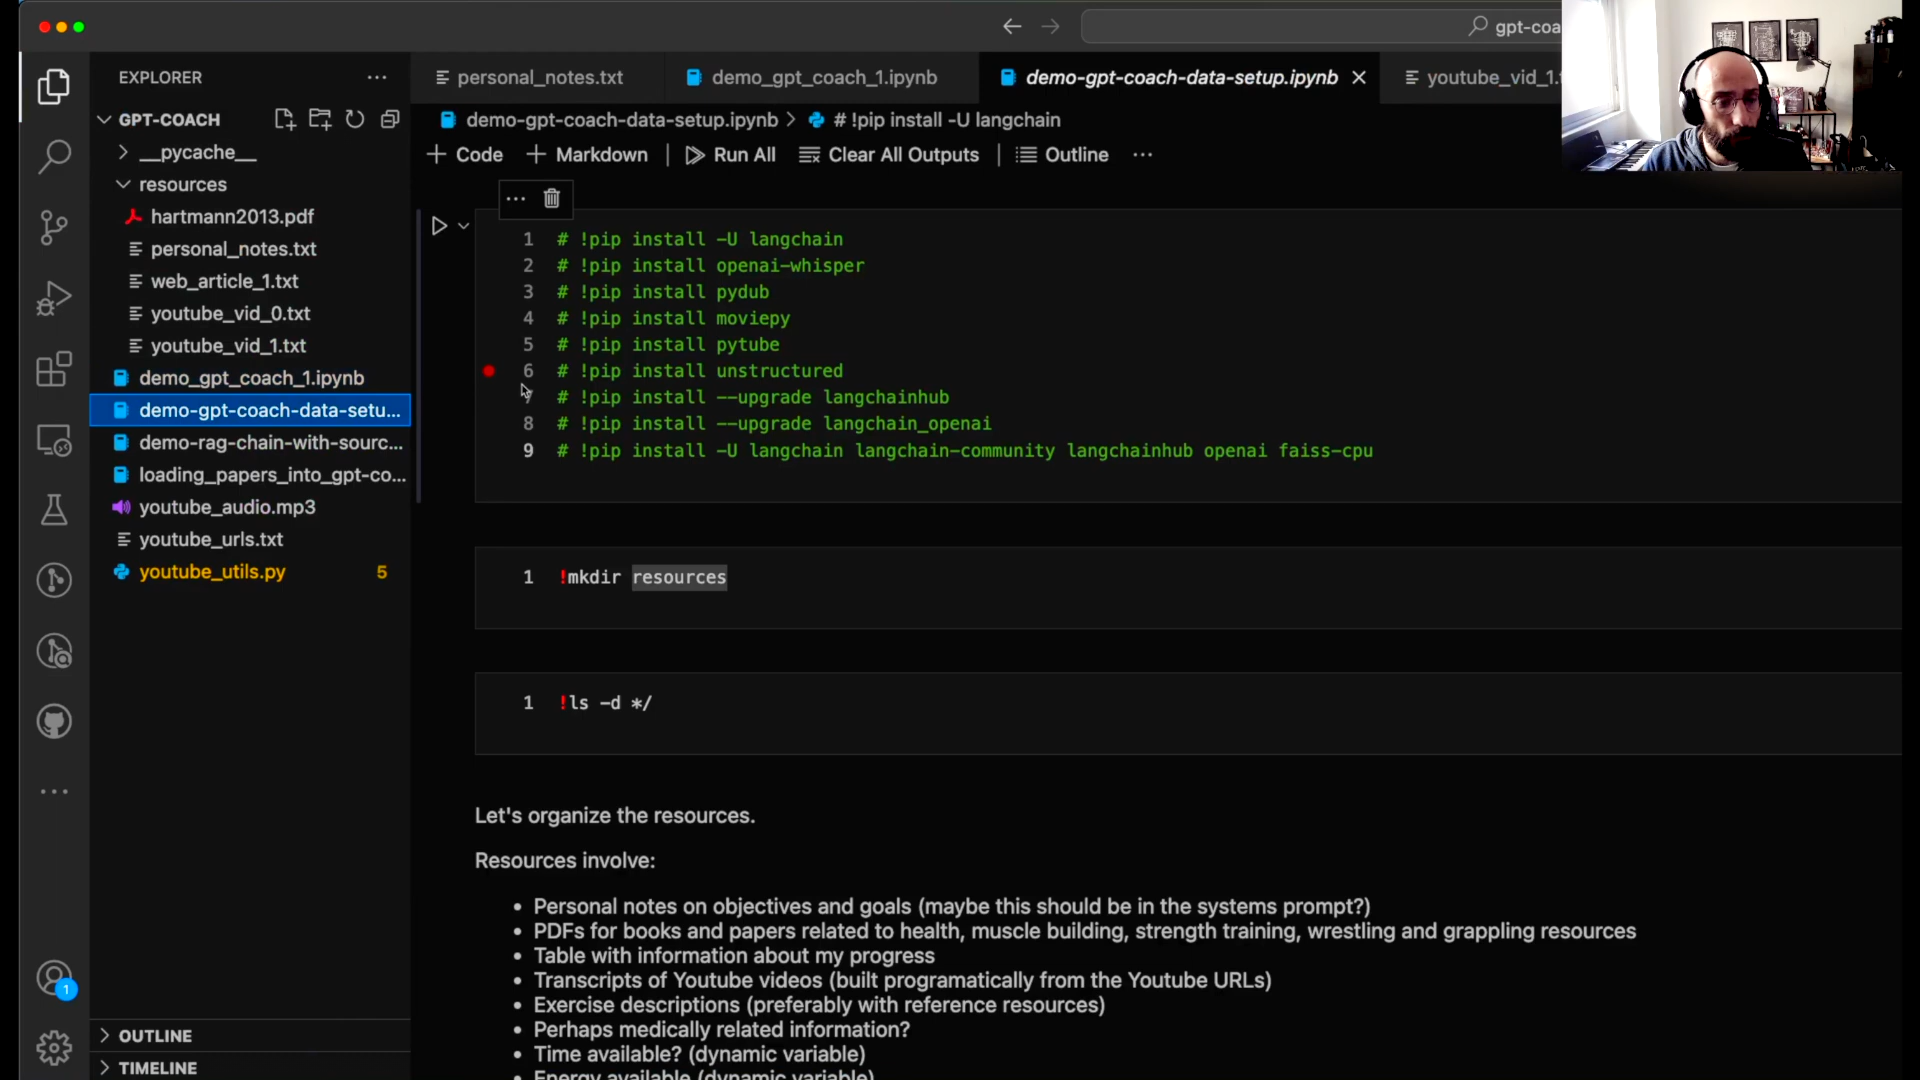 gpt-coa
EXPLORER
personal_notes.txt
demo_gpt_coach_1.ipynb
demo-gpt-coach-data-setup.ipynb
youtube_vid_1.
GPT-COACH
demo-gpt-coach-data-setup.ipynb > # !pip install -U langchain
Code
Markdown
Run All
Clear All Outputs
Outline
__pycache__
resources
hartmann2013.pdf
personal_notes.txt
web_article_1.txt
youtube_vid_0.txt
youtube_vid_1.txt
demo_gpt_coach_1.ipynb
demo-gpt-coach-data-setu...
demo-rag-chain-with-sourc...
loading_papers_into_gpt-co...
youtube_audio.mp3
youtube_urls.txt
youtube_utils.py 5
1 # !pip install -U langchain
2 # !pip install openai-whisper
3 # !pip install pydub
4 # !pip install moviepy
5 # !pip install pytube
6 # !pip install unstructured
7 # !pip install --upgrade langchainhub
8 # !pip install --upgrade langchain_openai
9 # !pip install -U langchain langchain-community langchainhub openai faiss-cpu
1 !mkdir resources
1 !ls -d */
Let's organize the resources.
Resources involve:
• Personal notes on objectives and goals (maybe this should be in the systems prompt?)
• PDFs for books and papers related to health, muscle building, strength training, wrestling and grappling resources
• Table with information about my progress
• Transcripts of Youtube videos (built programatically from the Youtube URLs)
• Exercise descriptions (preferably with reference resources)
• Perhaps medically related information?
• Time available? (dynamic variable)
• Energy available (dynamic variable)
1
OUTLINE
TIMELINE